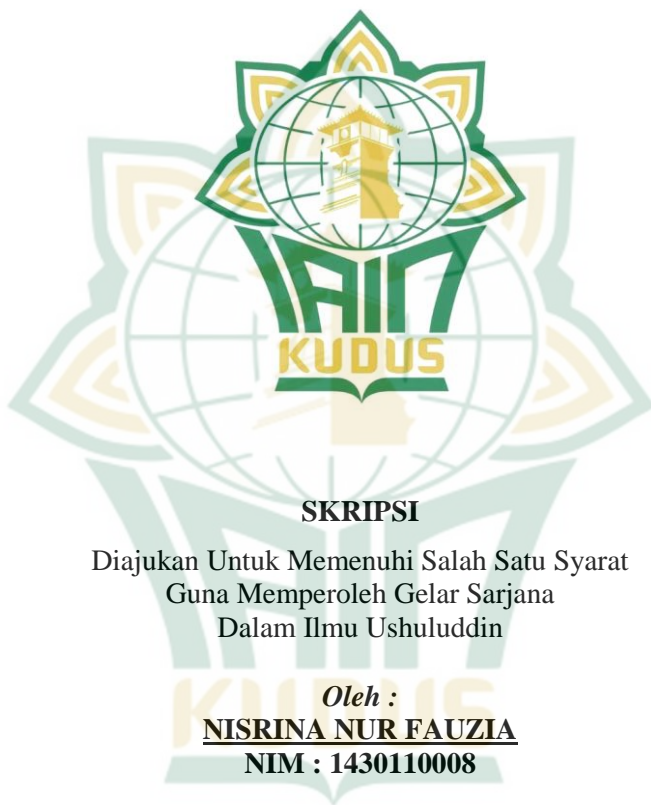 IAIN
KUDUS
SKRIPSI
Diajukan Untuk Memenuhi Salah Satu Syarat
Guna Memperoleh Gelar Sarjana
Dalam Ilmu Ushuluddin
Oleh :
NISRINA NUR FAUZIA
NIM : 1430110008